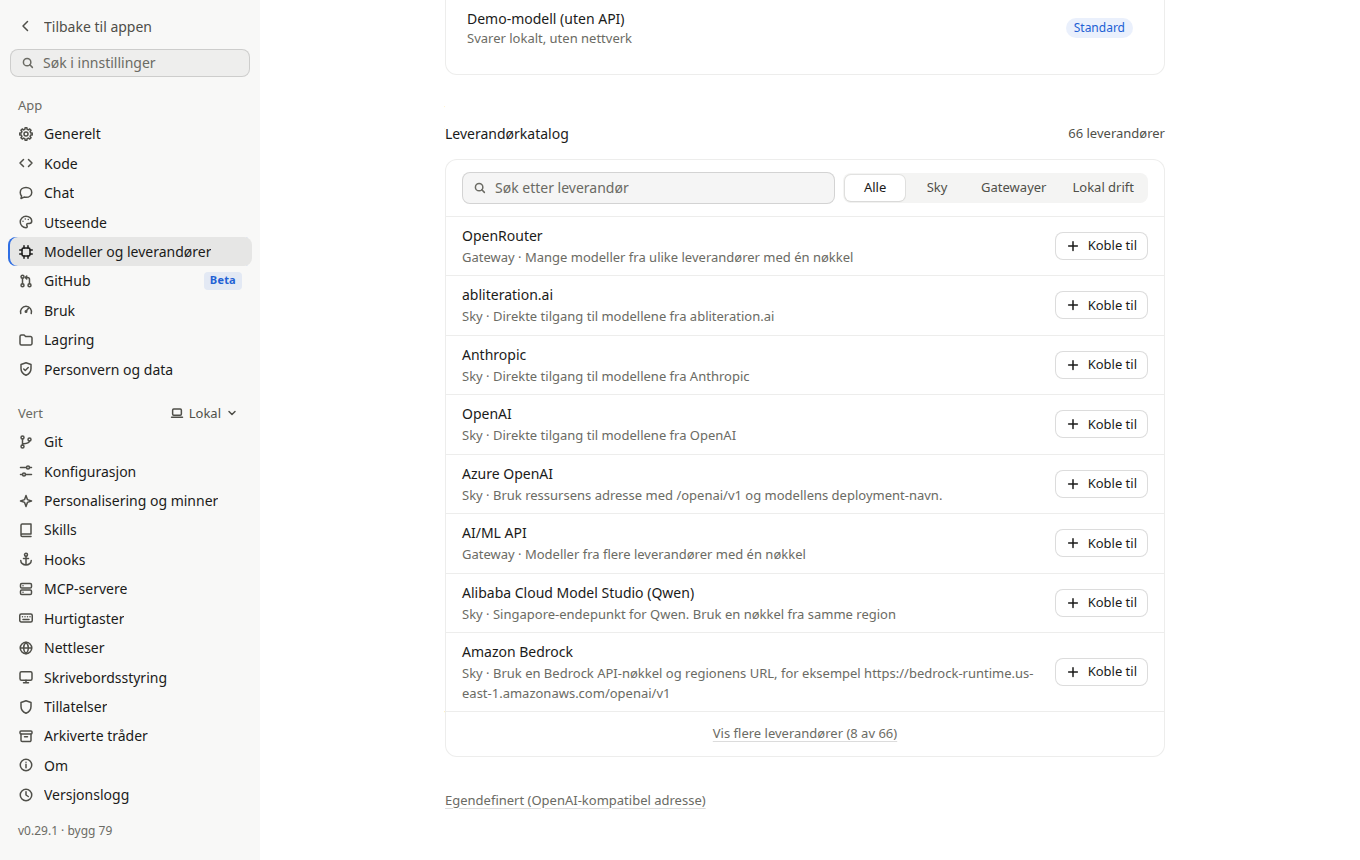 Tilbake til appen
Søk i innstillinger
App
Generelt
Kode
Chat
Utseende
Modeller og leverandører
GitHub
Beta
Bruk
Lagring
Personvern og data
Vert
Lokal
Git
Konfigurasjon
Personalisering og minner
Skills
Hooks
MCP-servere
Hurtigtaster
Nettleser
Skrivebordsstyring
Tillatelser
Arkiverte tråder
Om
Versjonslogg
v0.29.1 · bygg 79
Demo-modell (uten API)
Svarer lokalt, uten nettverk
Standard
Leverandørkatalog
66 leverandører
Søk etter leverandør
Alle
Sky
Gatewayer
Lokal drift
OpenRouter
Gateway · Mange modeller fra ulike leverandører med én nøkkel
Koble til
abliteration.ai
Sky · Direkte tilgang til modellene fra abliteration.ai
Koble til
Anthropic
Sky · Direkte tilgang til modellene fra Anthropic
Koble til
OpenAI
Sky · Direkte tilgang til modellene fra OpenAI
Koble til
Azure OpenAI
Sky · Bruk ressursens adresse med /openai/v1 og modellens deployment-navn.
Koble til
AI/ML API
Gateway · Modeller fra flere leverandører med én nøkkel
Koble til
Alibaba Cloud Model Studio (Qwen)
Sky · Singapore-endepunkt for Qwen. Bruk en nøkkel fra samme region
Koble til
Amazon Bedrock
Sky · Bruk en Bedrock API-nøkkel og regionens URL, for eksempel https://bedrock-runtime.us-
east-1.amazonaws.com/openai/v1
Koble til
Vis flere leverandører (8 av 66)
Egendefinert (OpenAI-kompatibel adresse)